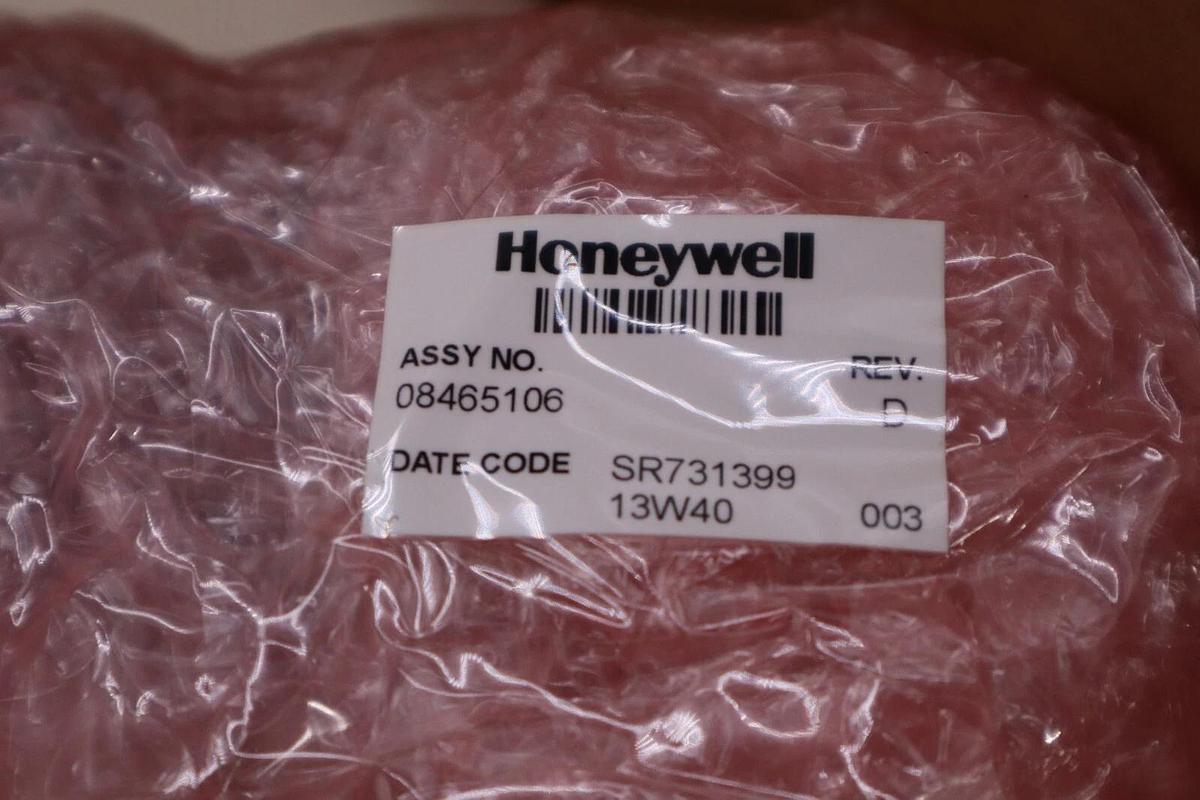 Honeywell
ASSY NO. REV.
08465106 D
DATE CODE SR731399
13W40 003